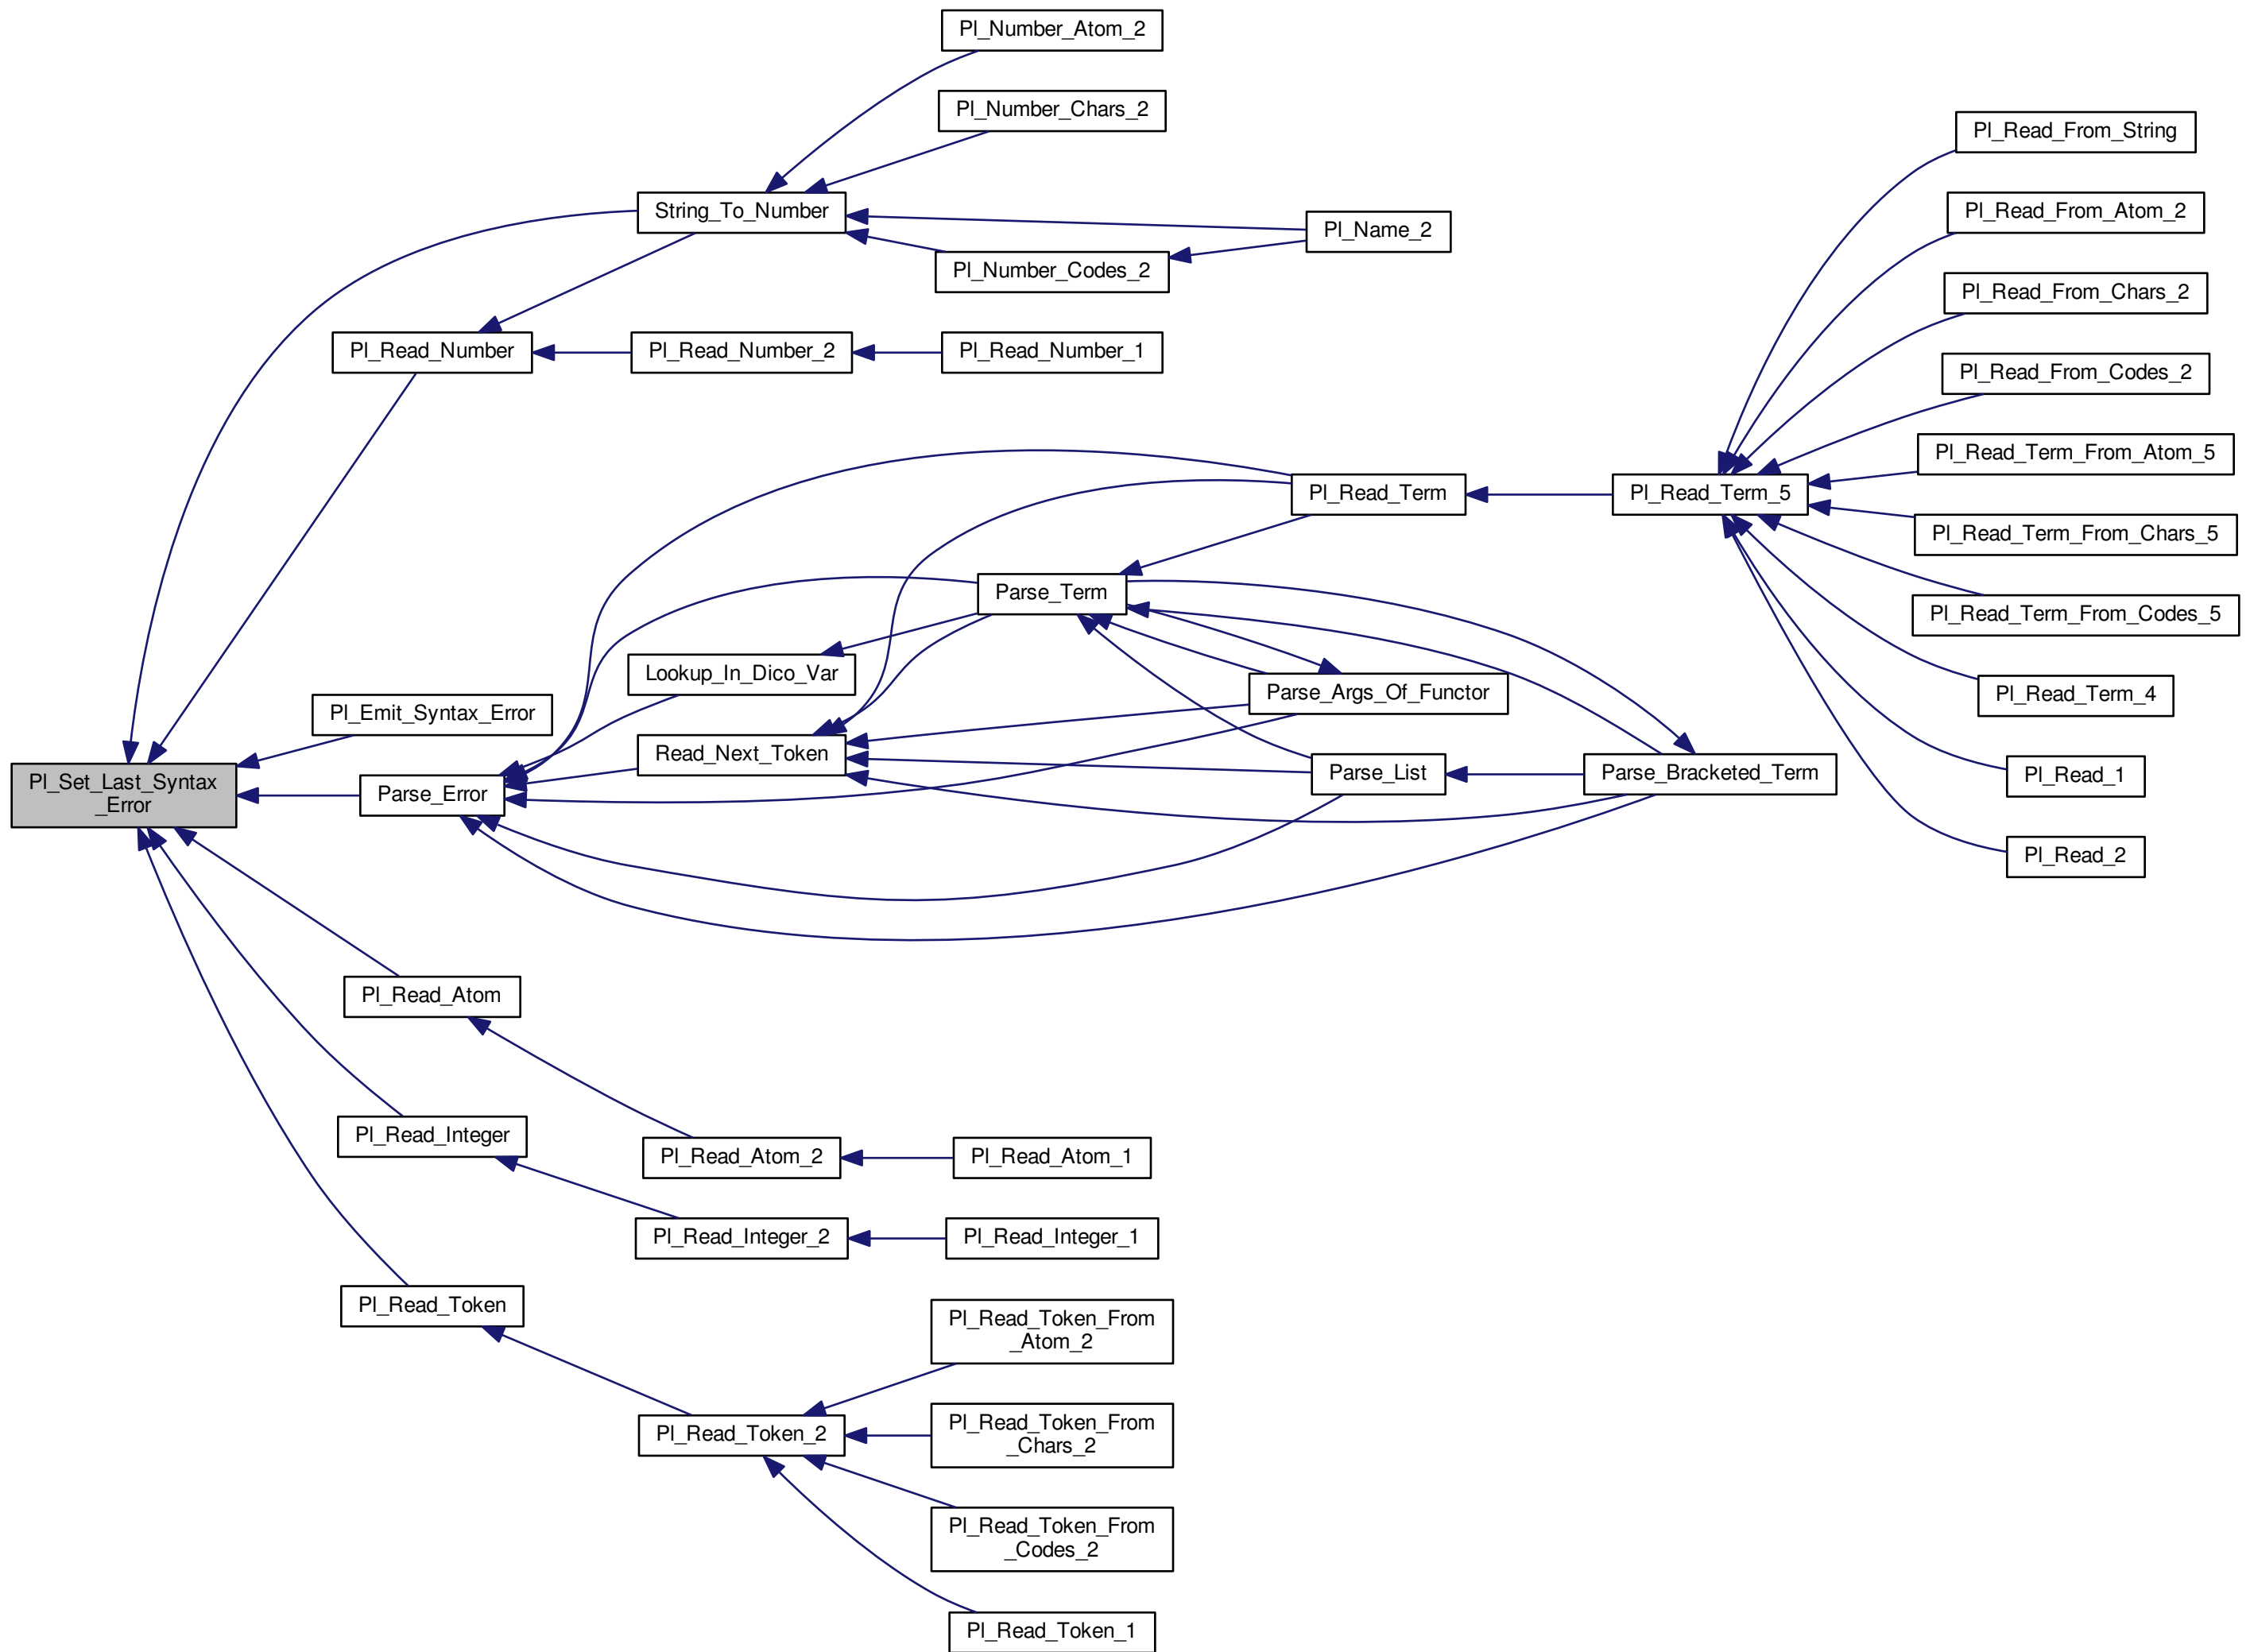 Pl_Number_Atom_2
Pl_Number_Chars_2
Pl_Read_From_String
String_To_Number
Pl_Read_From_Atom_2
Pl_Name_2
Pl_Number_Codes_2
Pl_Read_From_Chars_2
Pl_Read_Number
Pl_Read_Number_2
Pl_Read_Number_1
Pl_Read_From_Codes_2
Pl_Read_Term_From_Atom_5
Pl_Read_Term
Pl_Read_Term_5
Pl_Read_Term_From_Chars_5
Parse_Term
Pl_Read_Term_From_Codes_5
Lookup_In_Dico_Var
Parse_Args_Of_Functor
Pl_Read_Term_4
Pl_Emit_Syntax_Error
Read_Next_Token
Parse_List
Parse_Bracketed_Term
Pl_Read_1
Pl_Set_Last_Syntax
_Error
Parse_Error
Pl_Read_2
Pl_Read_Atom
Pl_Read_Integer
Pl_Read_Atom_2
Pl_Read_Atom_1
Pl_Read_Integer_2
Pl_Read_Integer_1
Pl_Read_Token
Pl_Read_Token_From
_Atom_2
Pl_Read_Token_2
Pl_Read_Token_From
_Chars_2
Pl_Read_Token_From
_Codes_2
Pl_Read_Token_1